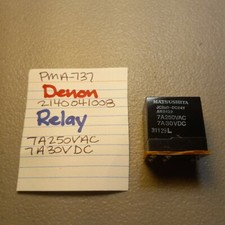 PMA-737
Denon
2140041008
Relay
7A250VAC
7A30VDC
MATSUSHITA
7A250VAC
7A30VDC